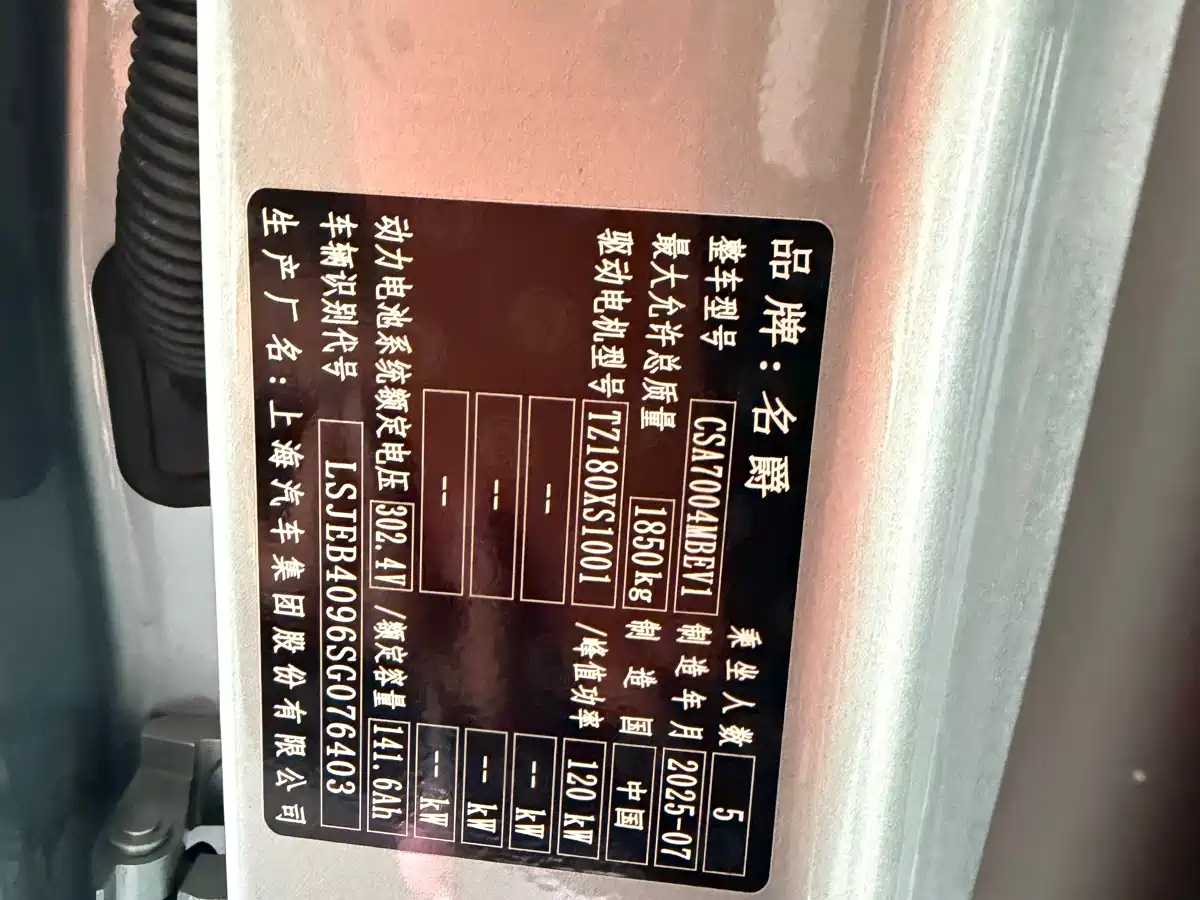 品牌:名爵
乘坐人数 5
整车型号 CSA7004MBEV1 制造年月 2025-07
最大允许总质量 1850kg 制造国 中国
驱动电机型号 TZ180XS1001 /峰值功率 120 kW
-- -- kW
-- -- kW
-- -- kW
动力电池系统额定电压 302.4V /额定容量 141.6Ah
车辆识别代号 LSJEB4096SG076403
生产厂名:上海汽车集团股份有限公司